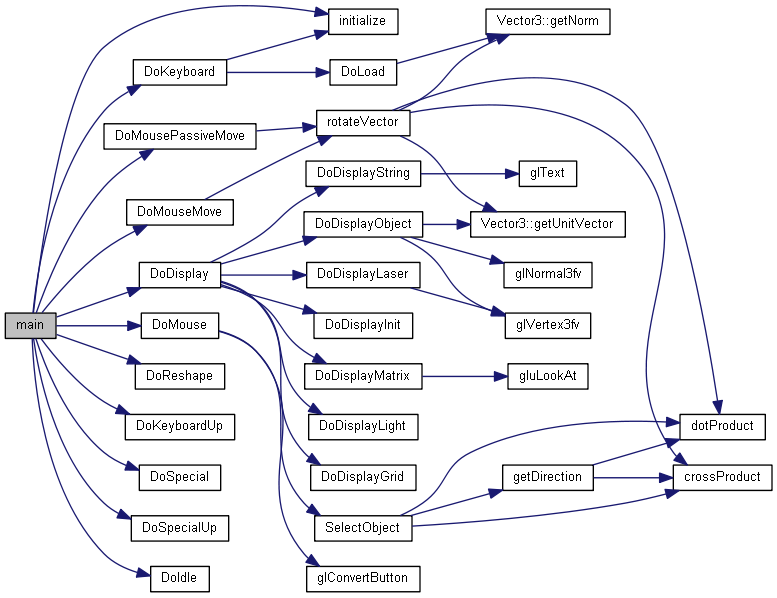 initialize
Vector3::getNorm
DoKeyboard
DoLoad
rotateVector
DoMousePassiveMove
DoDisplayString
glText
DoMouseMove
DoDisplayObject
Vector3::getUnitVector
DoDisplay
DoDisplayLaser
glNormal3fv
main
DoMouse
DoDisplayInit
glVertex3fv
DoReshape
DoDisplayMatrix
gluLookAt
DoKeyboardUp
DoDisplayLight
dotProduct
DoSpecial
DoDisplayGrid
getDirection
crossProduct
DoSpecialUp
SelectObject
DoIdle
glConvertButton